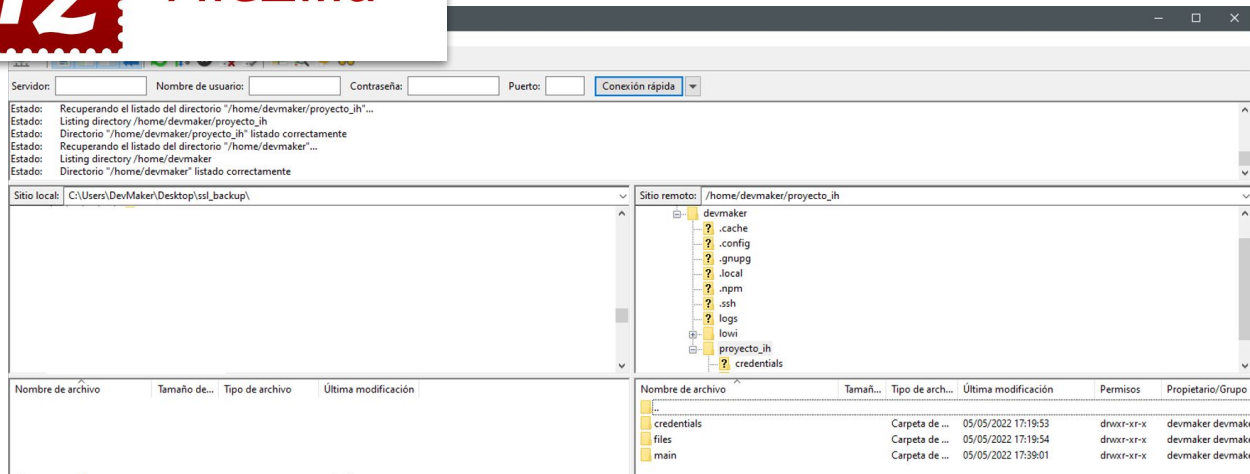 FileZilla
Servidor: Nombre de usuario: Contraseña: Puerto: Conexión rápida
Estado: Recuperando el listado del directorio "/home/devmaker/proyecto_ih"...
Estado: Listing directory /home/devmaker/proyecto_ih
Estado: Directorio "/home/devmaker/proyecto_ih" listado correctamente
Estado: Recuperando el listado del directorio "/home/devmaker"...
Estado: Listing directory /home/devmaker
Estado: Directorio "/home/devmaker" listado correctamente
Sitio local: C:\Users\DevMaker\Desktop\ssl_backup\
Sitio remoto: /home/devmaker/proyecto_ih
devmaker
.cache
.config
.gnupg
.local
.npm
.ssh
logs
lowi
proyecto_ih
credentials
Nombre de archivo Tamaño de... Tipo de archivo Última modificación
Nombre de archivo Tamañ... Tipo de arch... Última modificación Permisos Propietario/Grupo
..
credentials Carpeta de ... 05/05/2022 17:19:53 drwxr-xr-x devmaker devmake
files Carpeta de ... 05/05/2022 17:19:54 drwxr-xr-x devmaker devmake
main Carpeta de ... 05/05/2022 17:39:01 drwxr-xr-x devmaker devmake